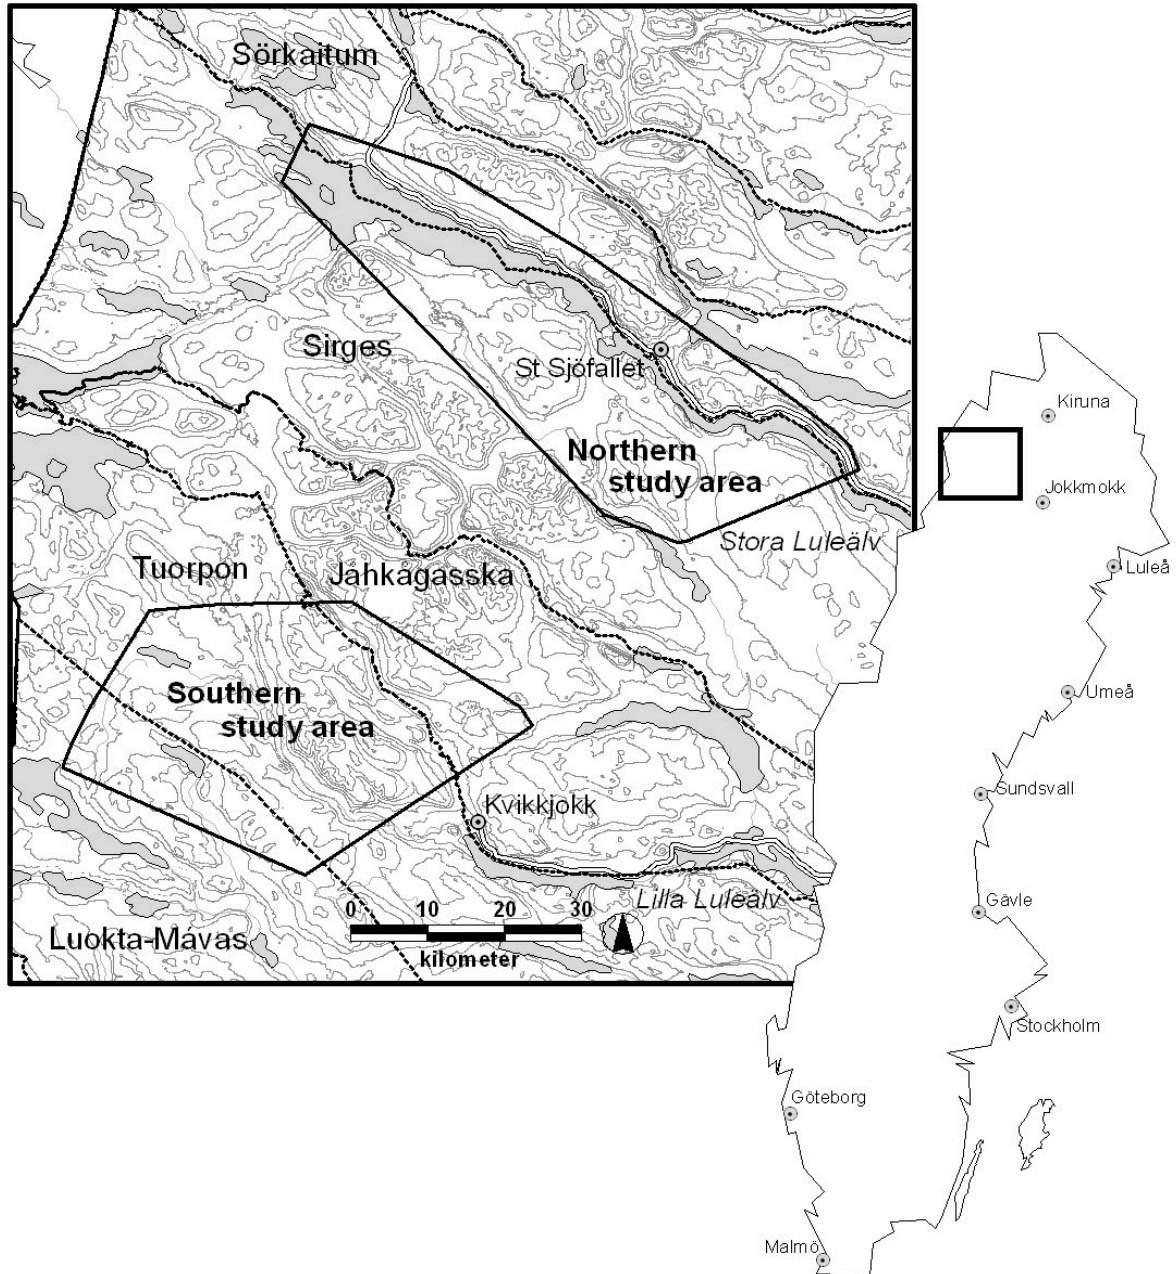 Sörkaitum
Sirges
St Sjöfallet
Northern
study area
Stora Luleälv
Tuorpon
Jåhkågasska
Southern
study area
Kvikkjokk
Lilla Luleälv
0 10 20 30
kilometer
Luokta-Mávas
Kiruna
Jokkmokk
Luleå
Umeå
Sundsvall
Gävle
Stockholm
Göteborg
Malmö